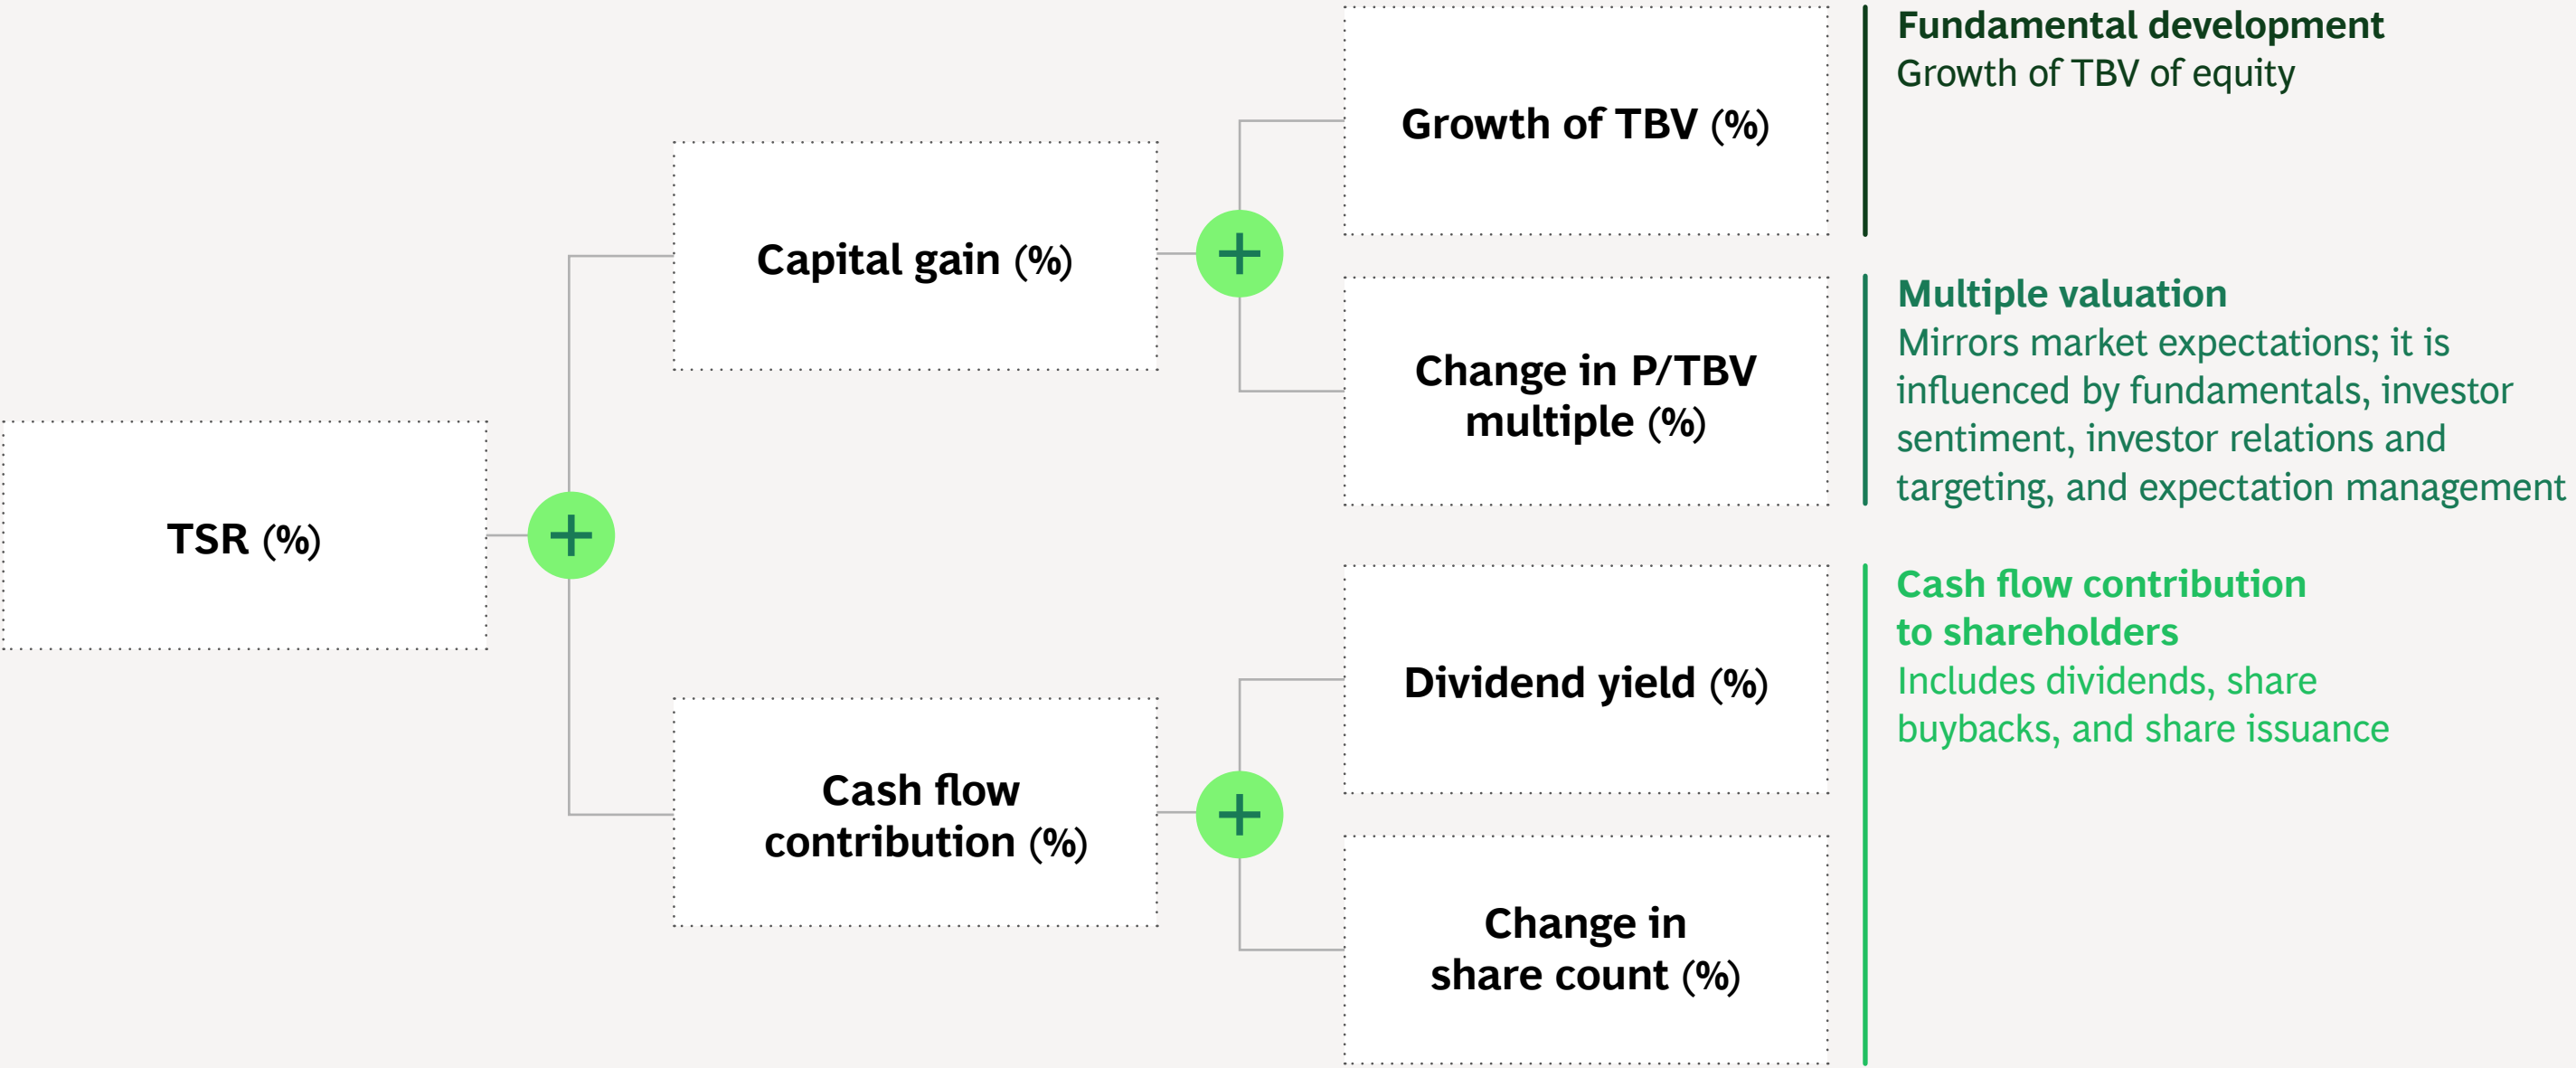 TSR (%)
+
Capital gain (%)
Cash flow
contribution (%)
+
+
Growth of TBV (%)
Change in P/TBV
multiple (%)
Dividend yield (%)
Change in
share count (%)
Fundamental development
Growth of TBV of equity
Multiple valuation
Mirrors market expectations; it is
influenced by fundamentals, investor
sentiment, investor relations and
targeting, and expectation management
Cash flow contribution
to shareholders
Includes dividends, share
buybacks, and share issuance